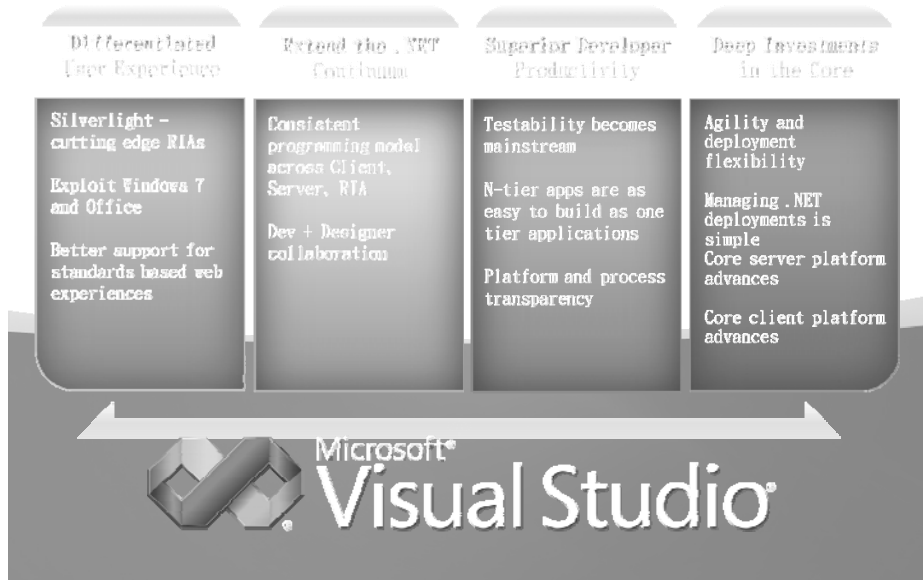 Differentiated
User Experience
Extend the .NET
Continuum
Superior Developer
Productivity
Deep Investments
in the Core
Silverlight –
cutting edge RIAs
Exploit Windows 7
and Office
Better support for
standards based web
experiences
Consistent
programming model
across Client,
Server, RIA
Dev + Designer
collaboration
Testability becomes
mainstream
N-tier apps are as
easy to build as one
tier applications
Platform and process
transparency
Agility and
deployment
flexibility
Managing .NET
deployments is
simple
Core server platform
advances
Core client platform
advances
Microsoft®
Visual Studio®